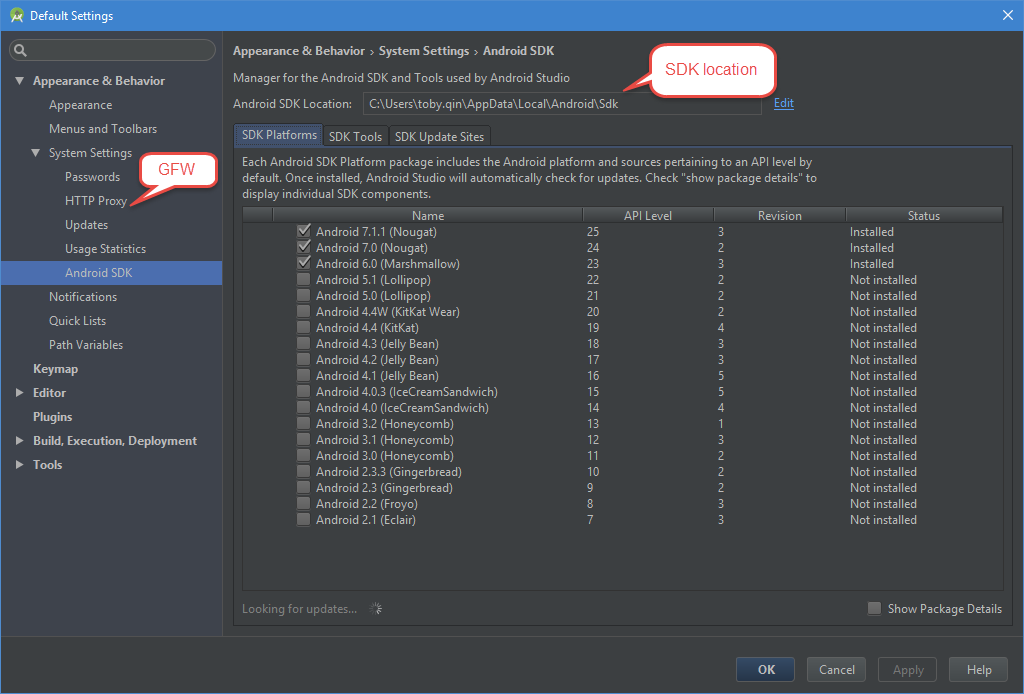 Default Settings
Appearance & Behavior
Appearance
Menus and Toolbars
System Settings
Passwords
HTTP Proxy
GFW
Updates
Usage Statistics
Android SDK
Notifications
Quick Lists
Path Variables
Keymap
Editor
Plugins
Build, Execution, Deployment
Tools
Appearance & Behavior › System Settings › Android SDK
Manager for the Android SDK and Tools used by Android Studio
SDK location
Android SDK Location: C:\Users\toby.qin\AppData\Local\Android\Sdk Edit
SDK Platforms SDK Tools SDK Update Sites
Each Android SDK Platform package includes the Android platform and sources pertaining to an API level by
default. Once installed, Android Studio will automatically check for updates. Check "show package details" to
display individual SDK components.
Name API Level Revision Status
Android 7.1.1 (Nougat) 25 3 Installed
Android 7.0 (Nougat) 24 2 Installed
Android 6.0 (Marshmallow) 23 3 Installed
Android 5.1 (Lollipop) 22 2 Not installed
Android 5.0 (Lollipop) 21 2 Not installed
Android 4.4W (KitKat Wear) 20 2 Not installed
Android 4.4 (KitKat) 19 4 Not installed
Android 4.3 (Jelly Bean) 18 3 Not installed
Android 4.2 (Jelly Bean) 17 3 Not installed
Android 4.1 (Jelly Bean) 16 5 Not installed
Android 4.0.3 (IceCreamSandwich) 15 5 Not installed
Android 4.0 (IceCreamSandwich) 14 4 Not installed
Android 3.2 (Honeycomb) 13 1 Not installed
Android 3.1 (Honeycomb) 12 3 Not installed
Android 3.0 (Honeycomb) 11 2 Not installed
Android 2.3.3 (Gingerbread) 10 2 Not installed
Android 2.3 (Gingerbread) 9 2 Not installed
Android 2.2 (Froyo) 8 3 Not installed
Android 2.1 (Eclair) 7 3 Not installed
Looking for updates... Show Package Details
OK Cancel Apply Help